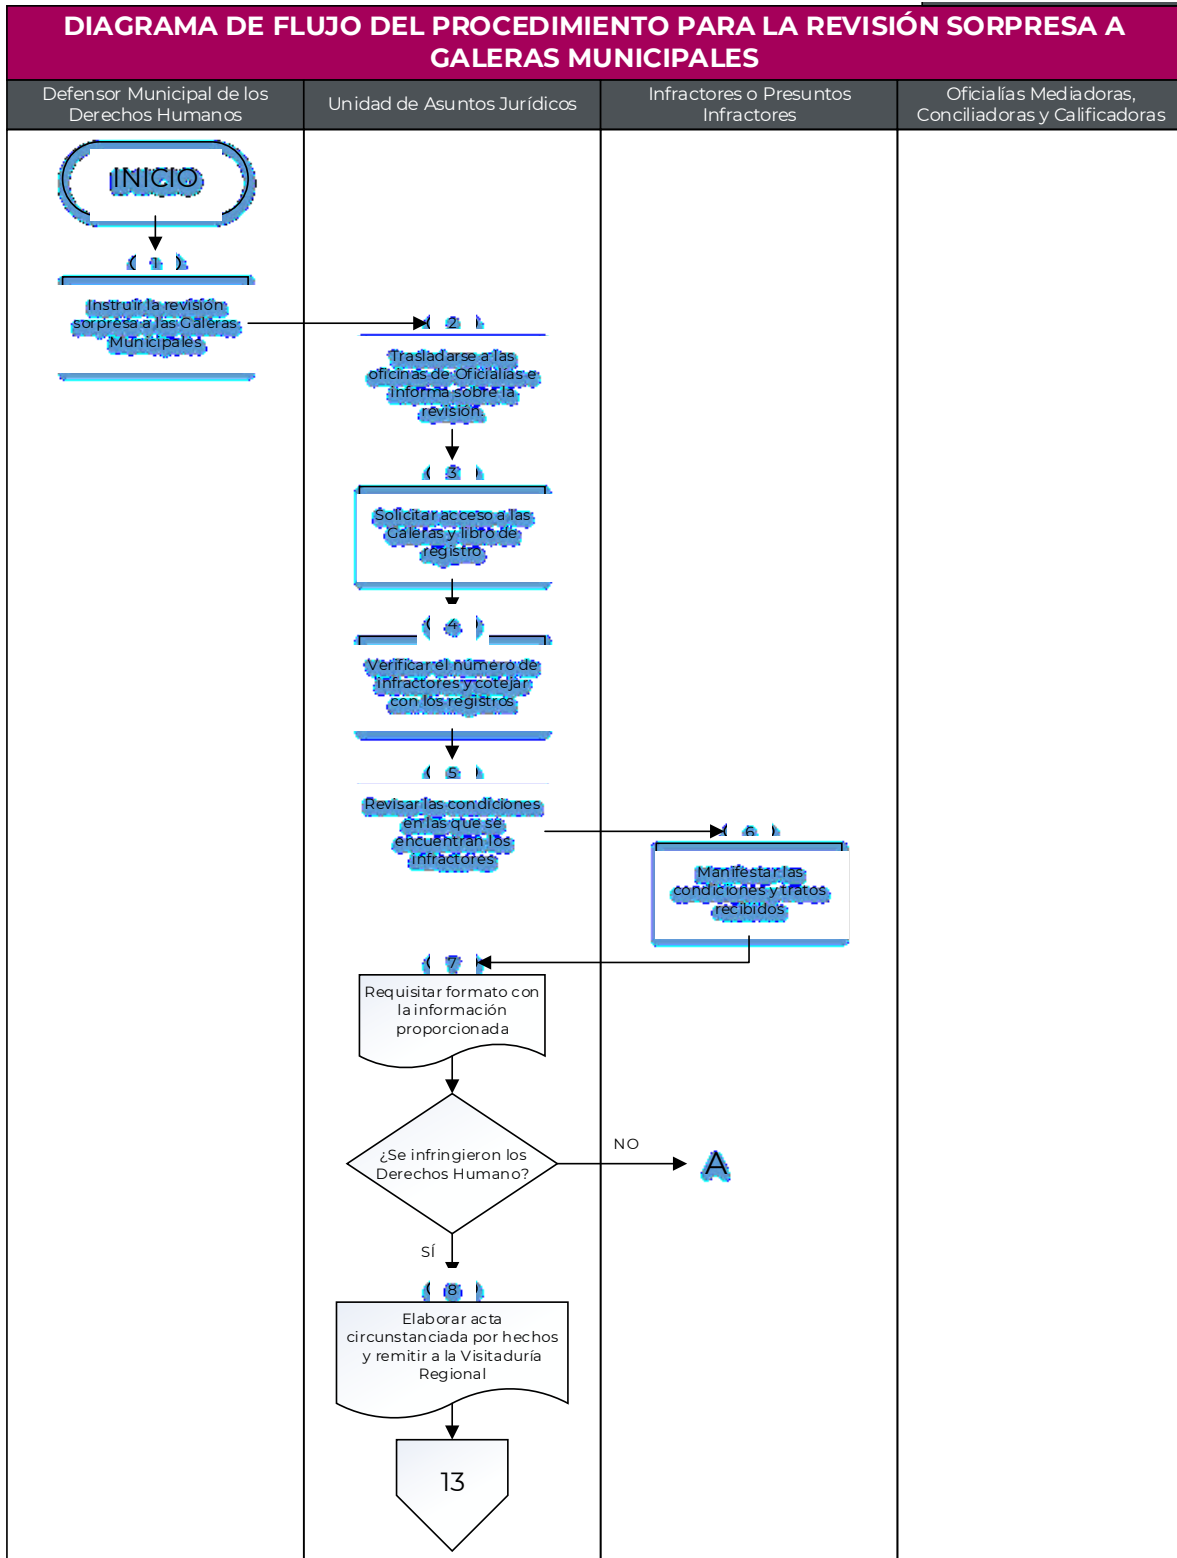 DIAGRAMA DE FLUJO DEL PROCEDIMIENTO PARA LA REVISIÓN SORPRESA A
GALERAS MUNICIPALES
Defensor Municipal de los
Derechos Humanos
Unidad de Asuntos Jurídicos
Infractores o Presuntos
Infractores
Oficialías Mediadoras,
Conciliadoras y Calificadoras
INICIO
1
Instruir la revisión
sorpresa a las Galeras
Municipales
2
Trasladarse a las
oficinas de Oficialías e
informa sobre la
revisión.
3
Solicitar acceso a las
Galeras y libro de
registro
4
Verificar el número de
infractores y cotejar
con los registros
5
Revisar las condiciones
en las que se
encuentran los
infractores
6
Manifestar las
condiciones y tratos
recibidos
7
Requisitar formato con
la información
proporcionada
¿Se infringieron los
Derechos Humano?
NO
A
SÍ
8
Elaborar acta
circunstanciada por hechos
y remitir a la Visitaduría
Regional
13